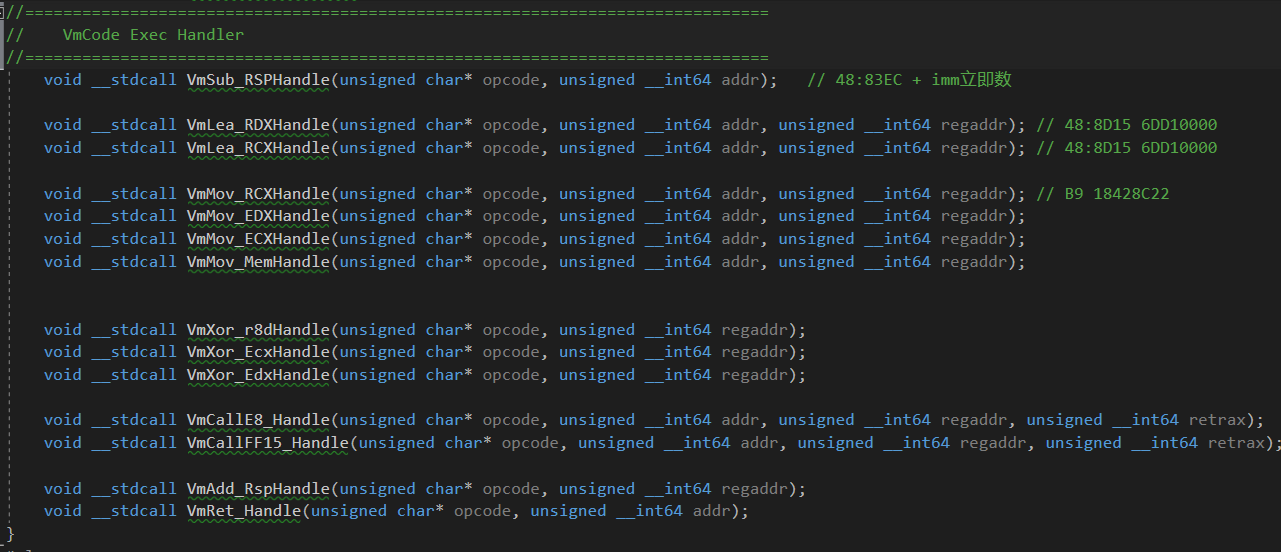 //==============================================================================
//    VmCode Exec Handler
//==============================================================================
void __stdcall VmSub_RSPHandle(unsigned char* opcode, unsigned __int64 addr);   // 48:83EC + imm立即数
void __stdcall VmLea_RDXHandle(unsigned char* opcode, unsigned __int64 addr, unsigned __int64 regaddr); // 48:8D15 6DD10000
void __stdcall VmLea_RCXHandle(unsigned char* opcode, unsigned __int64 addr, unsigned __int64 regaddr); // 48:8D15 6DD10000
void __stdcall VmMov_RCXHandle(unsigned char* opcode, unsigned __int64 addr, unsigned __int64 regaddr); // B9 18428C22
void __stdcall VmMov_EDXHandle(unsigned char* opcode, unsigned __int64 addr, unsigned __int64 regaddr);
void __stdcall VmMov_ECXHandle(unsigned char* opcode, unsigned __int64 addr, unsigned __int64 regaddr);
void __stdcall VmMov_MemHandle(unsigned char* opcode, unsigned __int64 addr, unsigned __int64 regaddr);
void __stdcall VmXor_r8dHandle(unsigned char* opcode, unsigned __int64 regaddr);
void __stdcall VmXor_EcxHandle(unsigned char* opcode, unsigned __int64 regaddr);
void __stdcall VmXor_EdxHandle(unsigned char* opcode, unsigned __int64 regaddr);
void __stdcall VmCallE8_Handle(unsigned char* opcode, unsigned __int64 addr, unsigned __int64 regaddr, unsigned __int64 retrax);
void __stdcall VmCallFF15_Handle(unsigned char* opcode, unsigned __int64 addr, unsigned __int64 regaddr, unsigned __int64 retrax);
void __stdcall VmAdd_RspHandle(unsigned char* opcode, unsigned __int64 regaddr);
void __stdcall VmRet_Handle(unsigned char* opcode, unsigned __int64 addr);
}